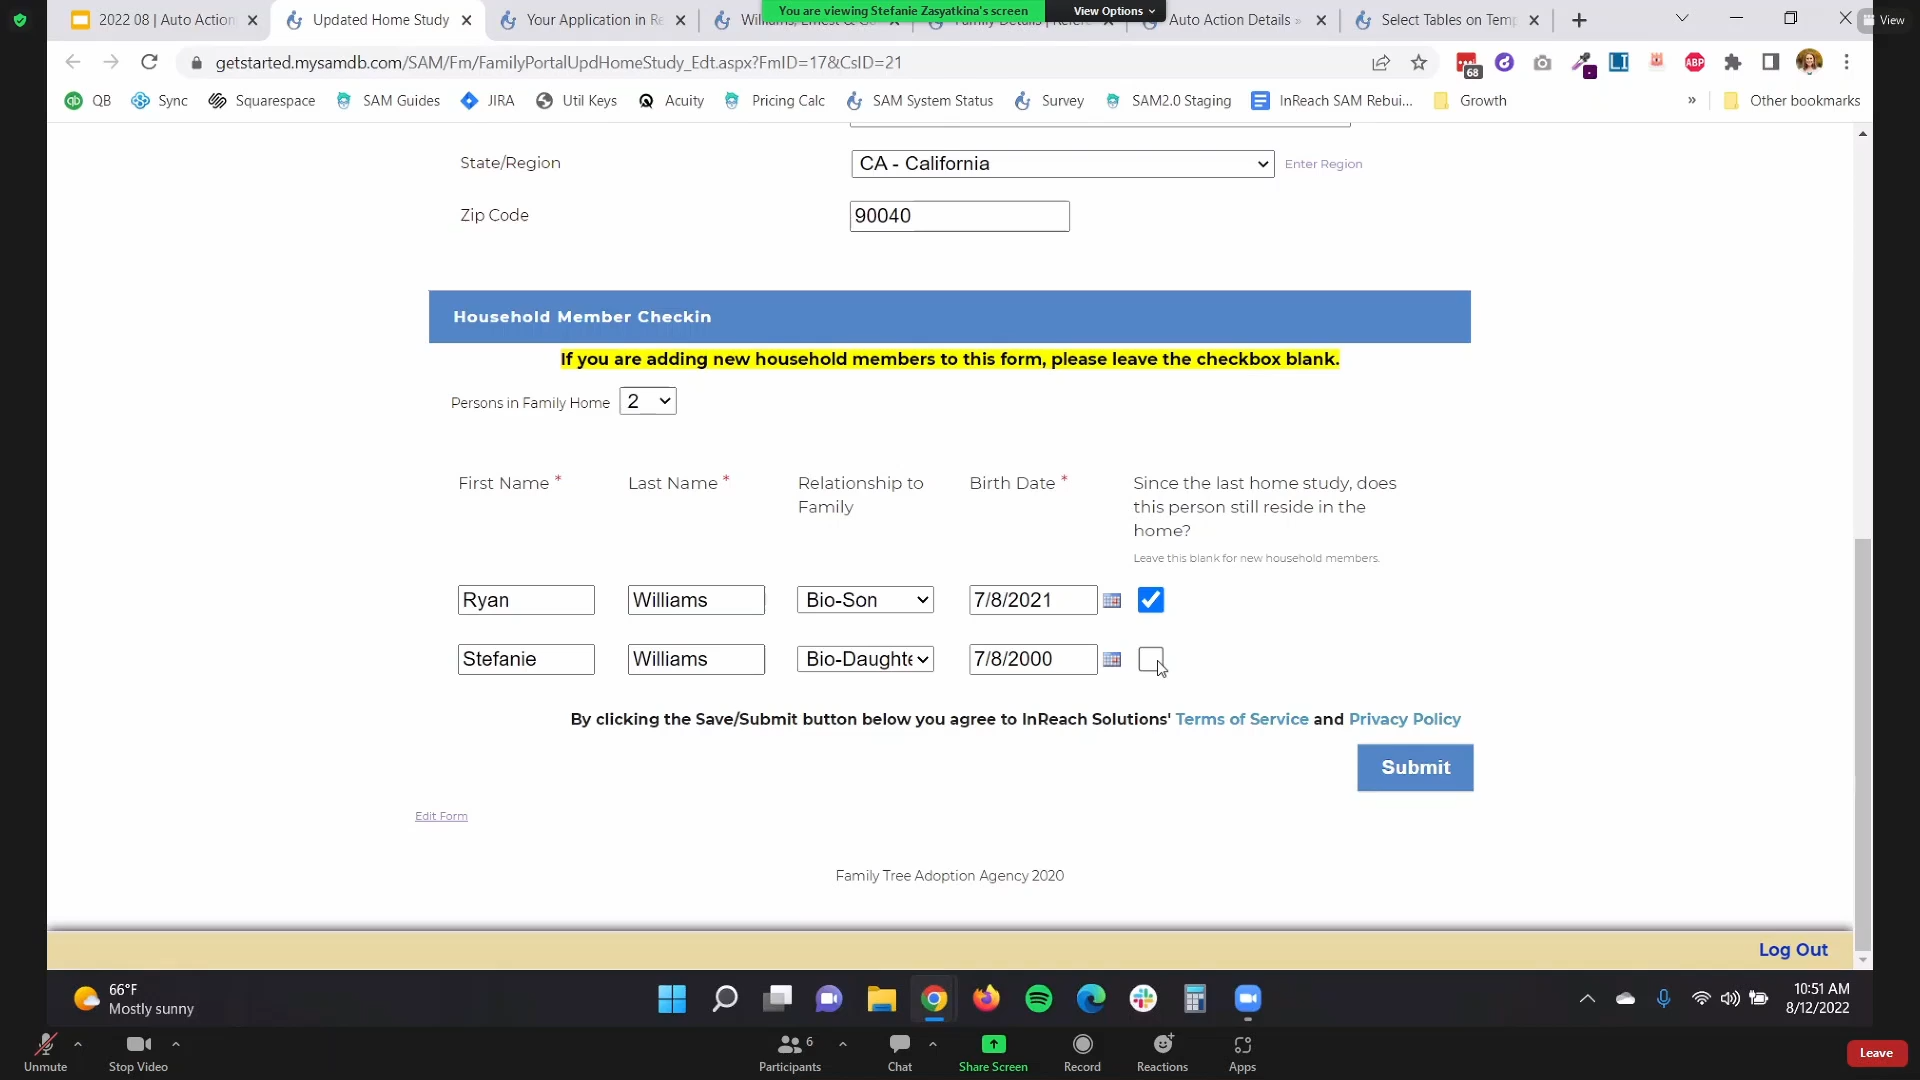 2022 08 | Auto Action
Updated Home Study
Your Application in Re
Williams, Ernest &
You are viewing Stefanie Zasyatkina's screen
View Options
Auto Action Details »
Select Tables on Temp
View
getstarted.mysamdb.com/SAM/Fm/FamilyPortalUpdHomeStudy_Edt.aspx?FmID=17&CsID=21
68
ABP
QB
Sync
Squarespace
SAM Guides
JIRA
Util Keys
Acuity
Pricing Calc
SAM System Status
Survey
SAM2.0 Staging
InReach SAM Rebui...
Growth
»
Other bookmarks
State/Region
CA - California
Enter Region
Zip Code
90040
Household Member Checkin
If you are adding new household members to this form, please leave the checkbox blank.
Persons in Family Home 2
First Name *
Last Name *
Relationship to
Family
Birth Date *
Since the last home study, does
this person still reside in the
home?
Leave this blank for new household members.
Ryan
Williams
Bio-Son
7/8/2021
Stefanie
Williams
Bio-Daughte
7/8/2000
By clicking the Save/Submit button below you agree to InReach Solutions' Terms of Service and Privacy Policy
Submit
Edit Form
Family Tree Adoption Agency 2020
Log Out
66°F
Mostly sunny
10:51 AM
8/12/2022
Unmute
Stop Video
Participants
6
Chat
Share Screen
Record
Reactions
Apps
Leave